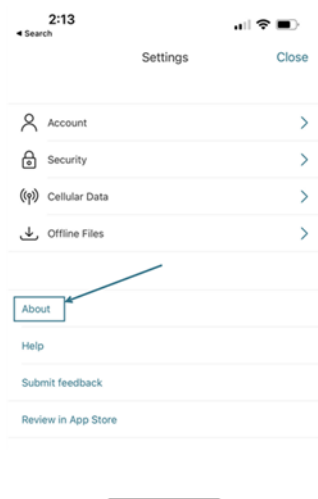 2:13
◀ Search
Settings
Close
Account
Security
Cellular Data
Offline Files
About
Help
Submit feedback
Review in App Store